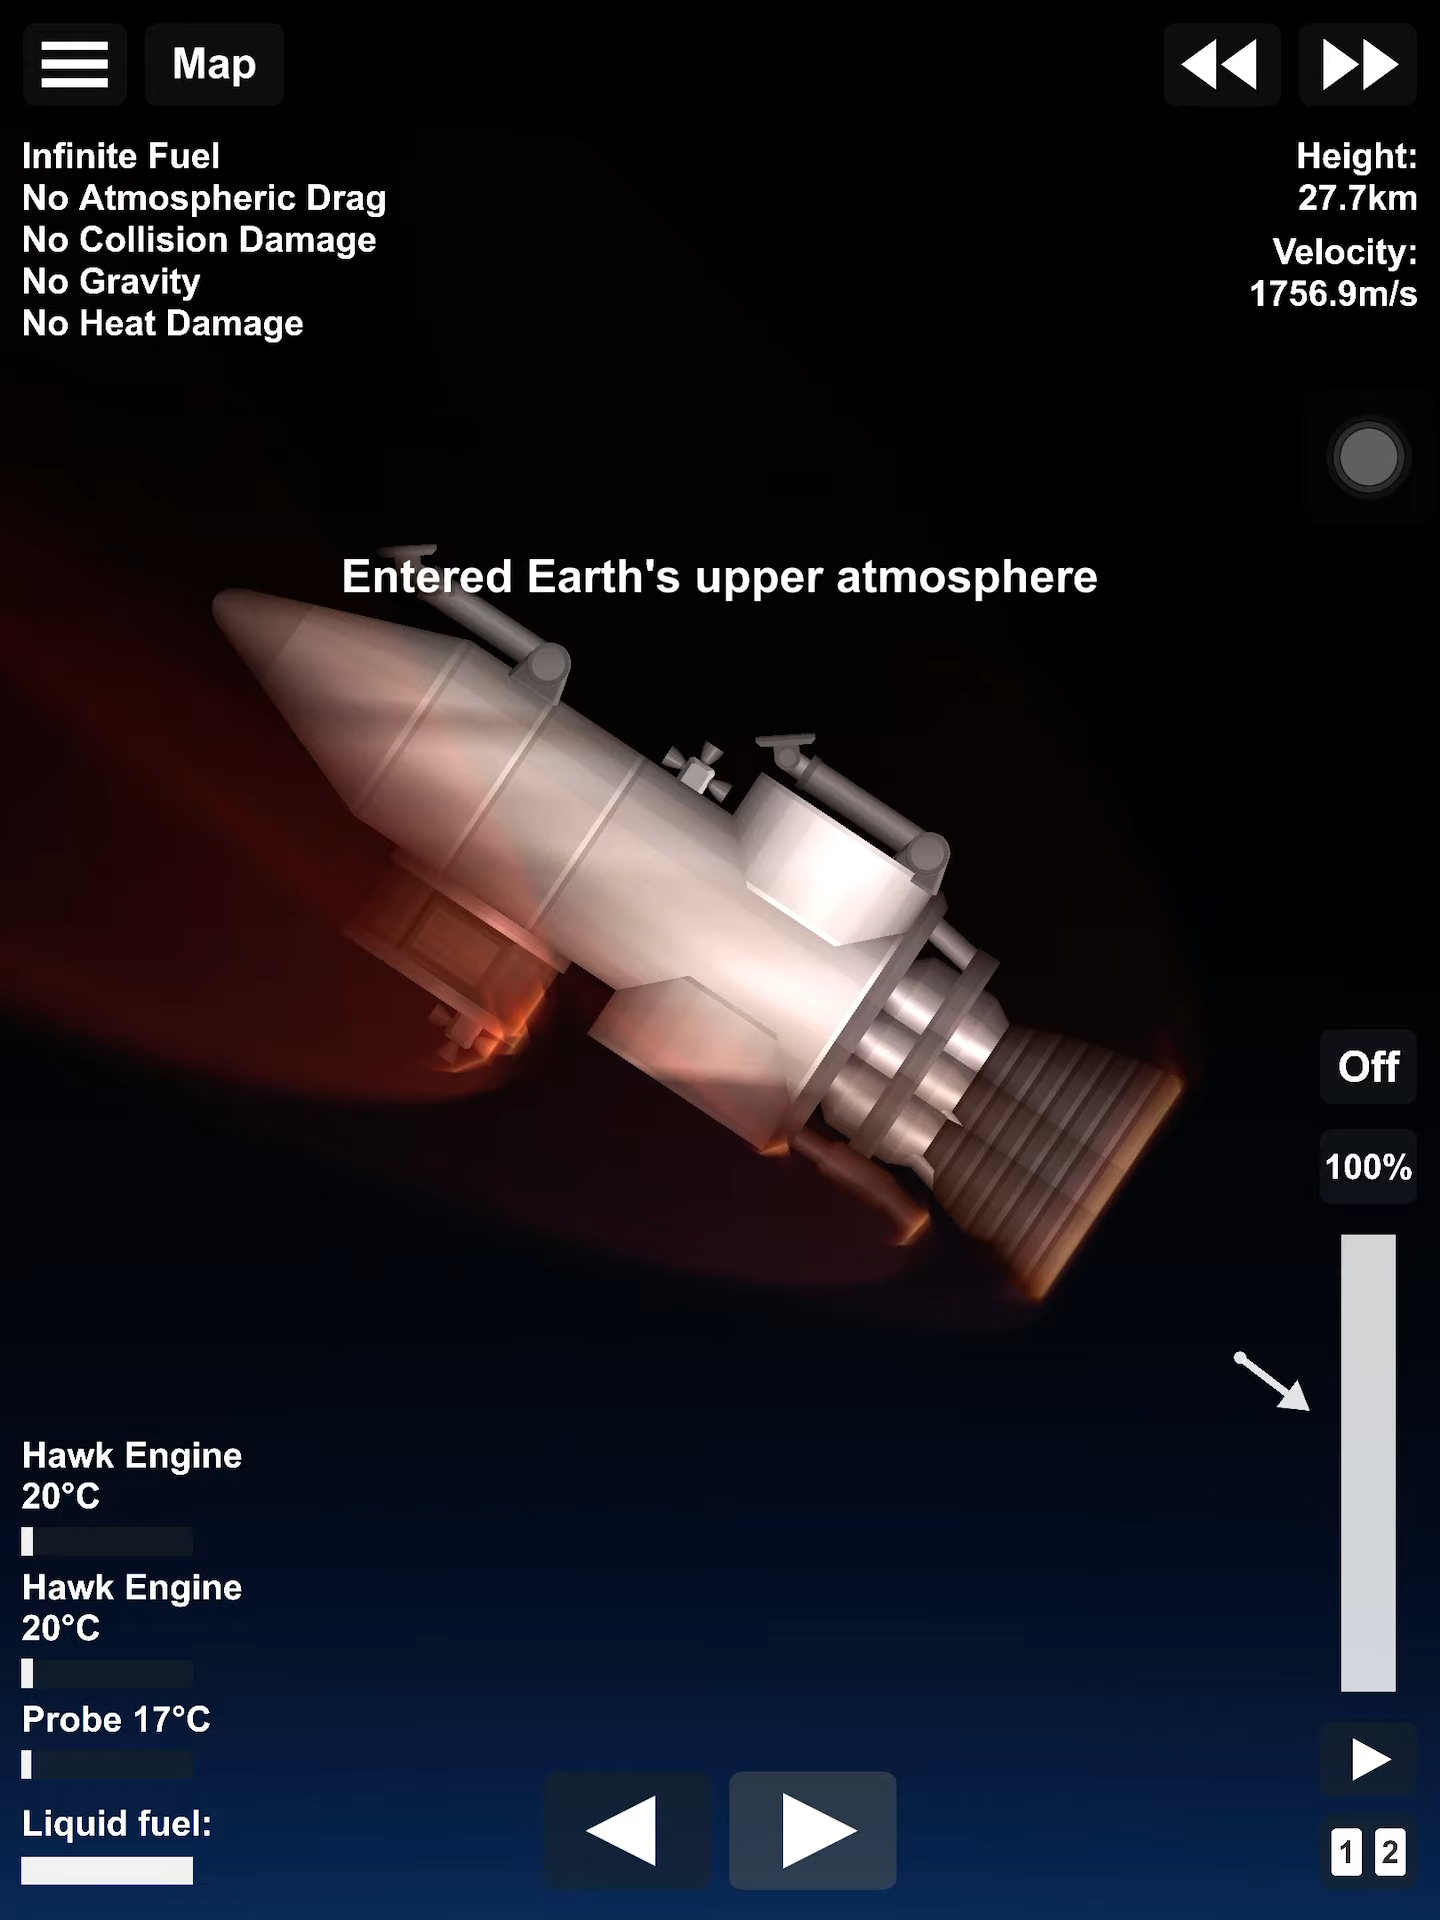 Map
Infinite Fuel
No Atmospheric Drag
No Collision Damage
No Gravity
No Heat Damage
Height:
27.7km
Velocity:
1756.9m/s
Entered Earth's upper atmosphere
Off
100%
Hawk Engine
20°C
Hawk Engine
20°C
Probe 17°C
Liquid fuel:
1 2